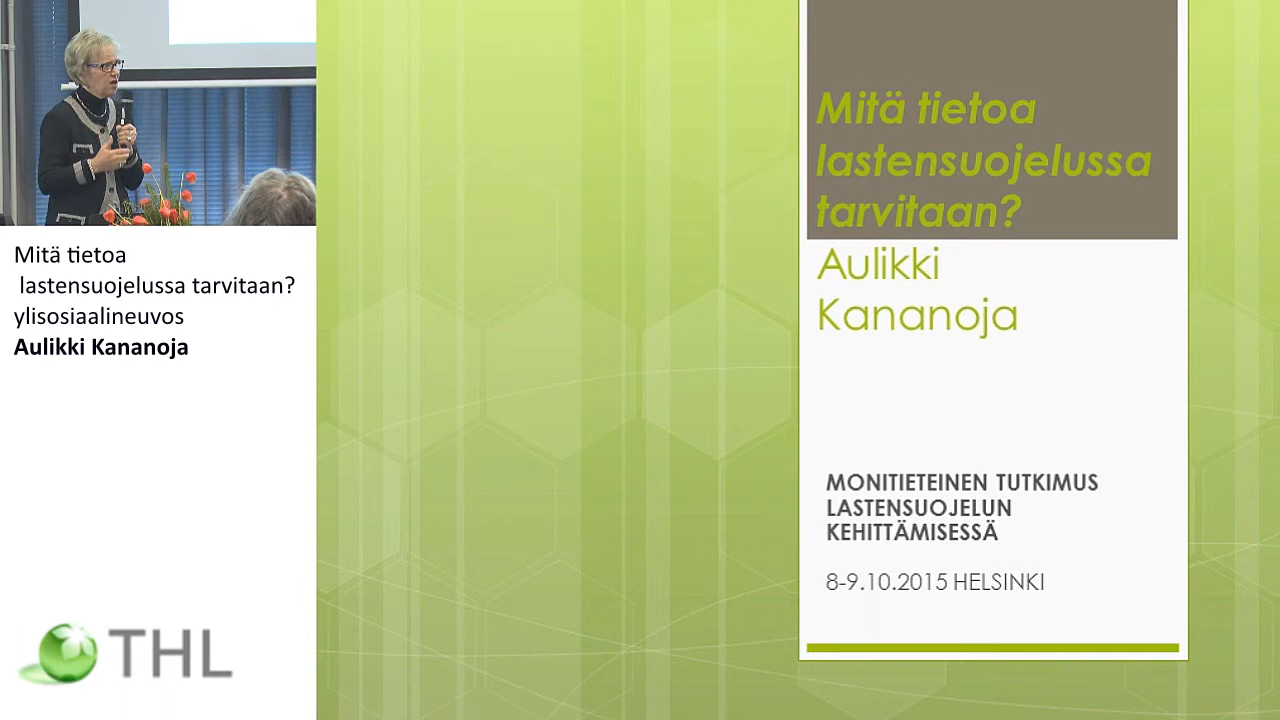 Mitä tietoa
lastensuojelussa tarvitaan?
ylisosiaalineuvos
Aulikki Kananoja
THL
Mitä tietoa
lastensuojelussa
tarvitaan?
Aulikki
Kananoja
MONITIETEINEN TUTKIMUS
LASTENSUOJELUN
KEHITTÄMISESSÄ
8-9.10.2015 HELSINKI